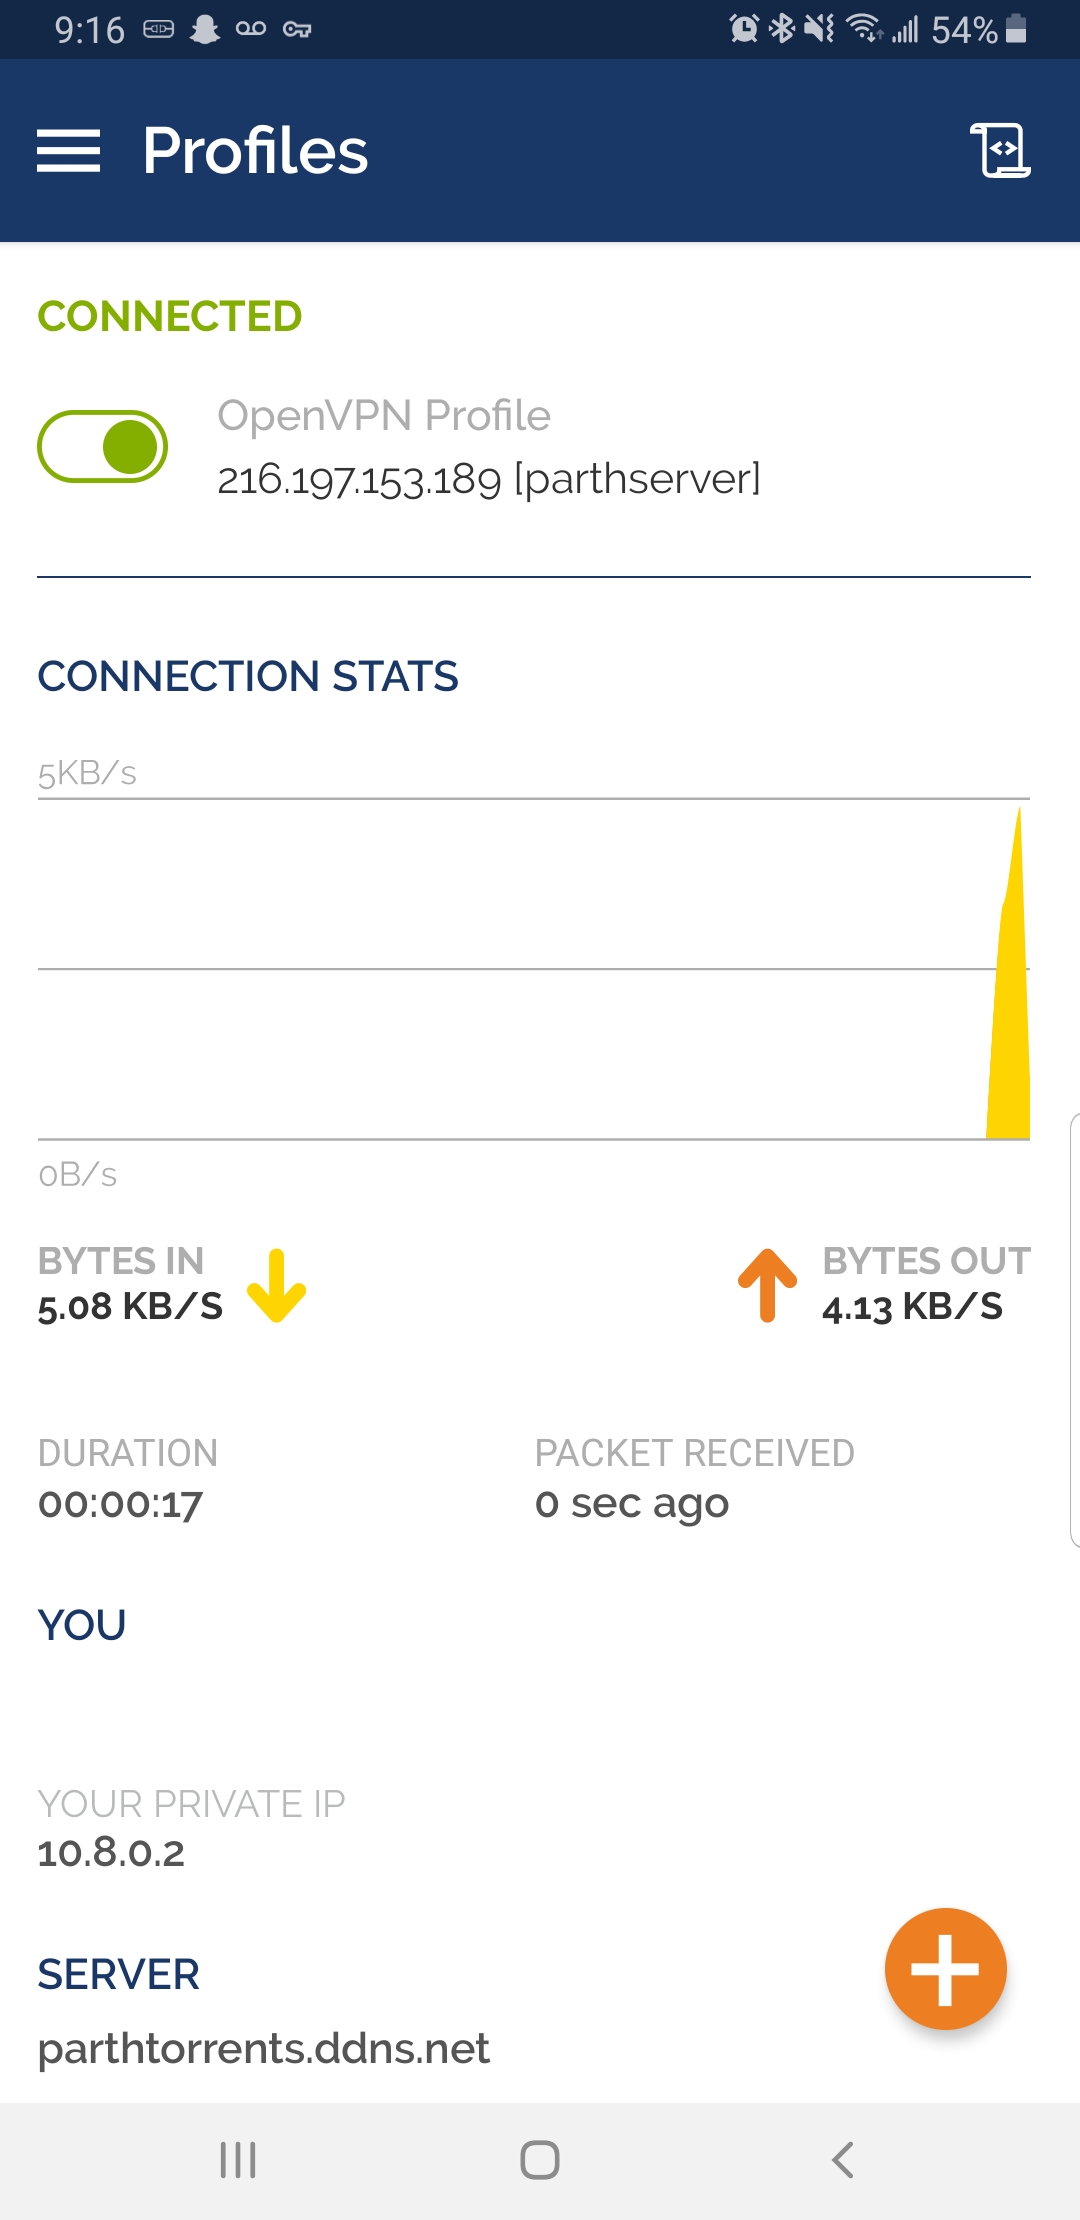 9:16
54%
Profiles
CONNECTED
OpenVPN Profile
216.197.153.189 [parthserver]
CONNECTION STATS
5KB/s
0B/s
BYTES IN
5.08 KB/S
BYTES OUT
4.13 KB/S
DURATION
00:00:17
PACKET RECEIVED
0 sec ago
YOU
YOUR PRIVATE IP
10.8.0.2
SERVER
parthtorrents.ddns.net